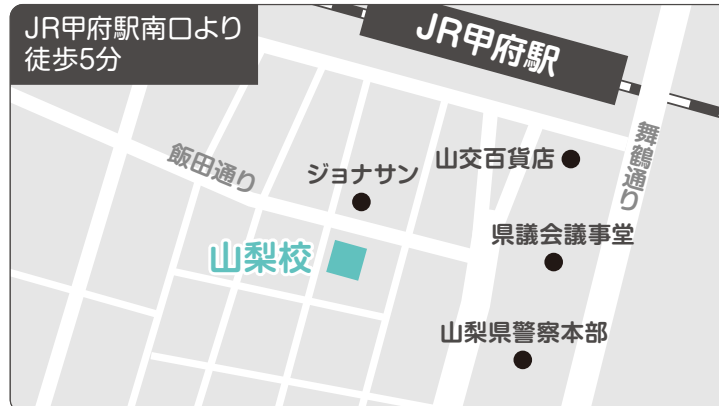 JR甲府駅南口より
徒歩5分
JR甲府駅
舞鶴通り
飯田通り
ジョナサン
山交百貨店
山梨校
県議会議事堂
山梨県警察本部